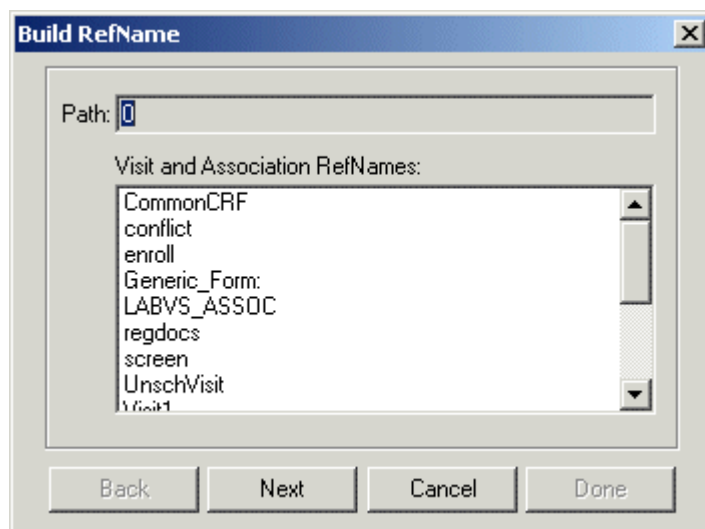 Build RefName
Path: 0
Visit and Association RefNames:
CommonCRF
conflict
enroll
Generic_Form:
LABVS_ASSOC
regdocs
screen
UnschVisit
Visit1
Back Next Cancel Done